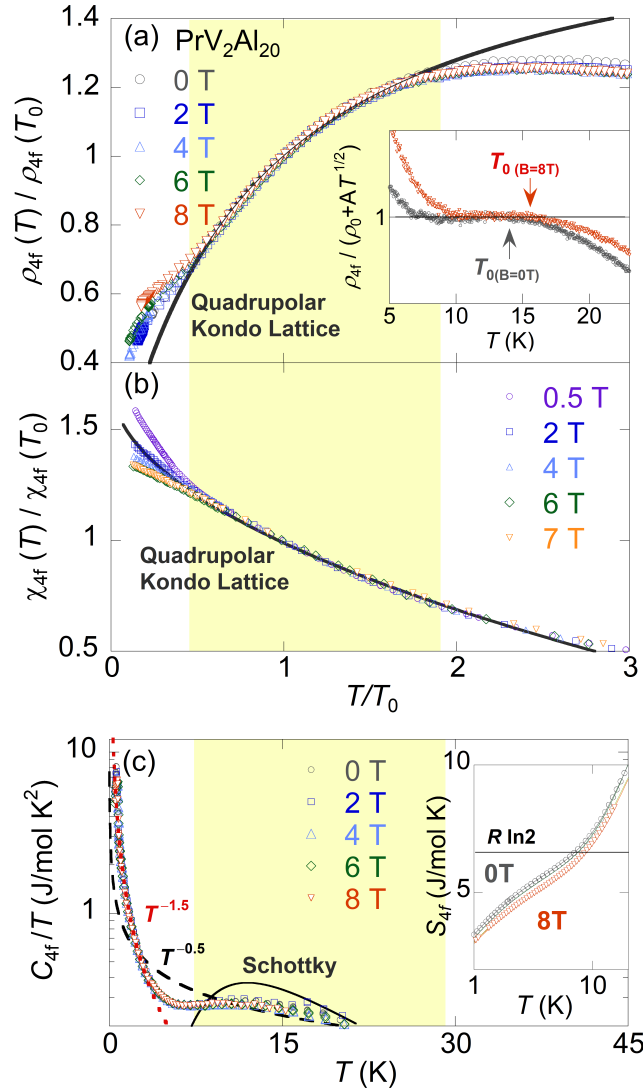 (a) PrV₂Al₂₀
0 T
2 T
4 T
6 T
8 T
ρ4f (T) / ρ4f (T₀)
1.4
1.2
1.0
0.8
0.6
0.4
Quadrupolar
Kondo Lattice
ρ4f / (ρ₀+AT^1/2)
1
T0 (B=8T)
T0(B=0T)
5 10 15 20
T (K)
(b)
0.5 T
2 T
4 T
6 T
7 T
χ4f (T) / χ4f (T₀)
1.5
1
0.5
Quadrupolar
Kondo Lattice
0 1 2 3
T/T₀
(c)
0 T
2 T
4 T
6 T
8 T
C4f/T (J/mol K²)
10
1
T^−1.5
T^−0.5
Schottky
0 15 30 45
T (K)
S4f (J/mol K)
10
5
R ln2
0T
8T
1 10
T (K)